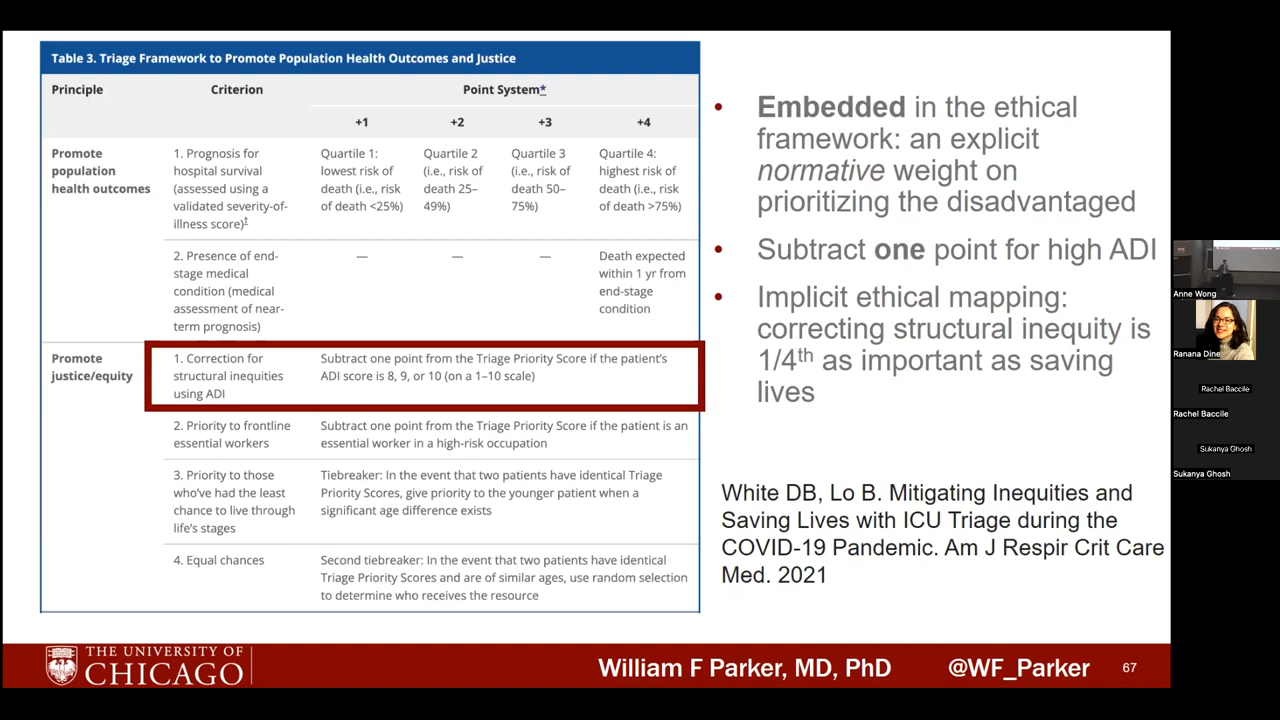 Table 3. Triage Framework to Promote Population Health Outcomes and Justice
Principle
Criterion
Point System*
+1
+2
+3
+4
Promote
population
health outcomes
1. Prognosis for
hospital survival
(assessed using a
validated severity-of-
illness score)‡
Quartile 1:
lowest risk of
death (i.e., risk
of death <25%)
Quartile 2
(i.e., risk of
death 25–
49%)
Quartile 3
(i.e., risk of
death 50–
75%)
Quartile 4:
highest risk of
death (i.e., risk
of death >75%)
2. Presence of end-
stage medical
condition (medical
assessment of near-
term prognosis)
—
—
—
Death expected
within 1 yr from
end-stage
condition
Promote
justice/equity
1. Correction for
structural inequities
using ADI
Subtract one point from the Triage Priority Score if the patient's
ADI score is 8, 9, or 10 (on a 1–10 scale)
2. Priority to frontline
essential workers
Subtract one point from the Triage Priority Score if the patient is an
essential worker in a high-risk occupation
3. Priority to those
who've had the least
chance to live through
life's stages
Tiebreaker: In the event that two patients have identical Triage
Priority Scores, give priority to the younger patient when a
significant age difference exists
4. Equal chances
Second tiebreaker: In the event that two patients have identical
Triage Priority Scores and are of similar ages, use random selection
to determine who receives the resource
• Embedded in the ethical
framework: an explicit
normative weight on
prioritizing the disadvantaged
• Subtract one point for high ADI
• Implicit ethical mapping:
correcting structural inequity is
1/4th as important as saving
lives
White DB, Lo B. Mitigating Inequities and
Saving Lives with ICU Triage during the
COVID-19 Pandemic. Am J Respir Crit Care
Med. 2021
THE UNIVERSITY OF
CHICAGO
William F Parker, MD, PhD
@WF_Parker
67
Anne Wong
Ranana Dine
Rachel Baccile
Rachel Baccile
Sukanya Ghosh
Sukanya Ghosh